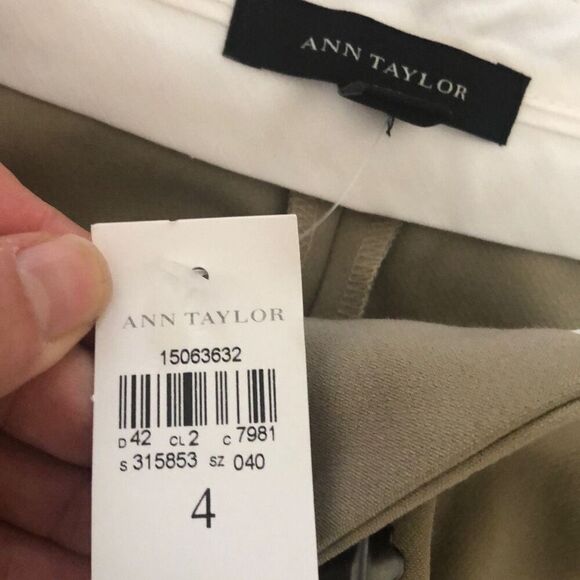 ANN TAYLOR
ANN TAYLOR
15063632
D 42 CL 2 C 7981
S 315853 SZ 040
4